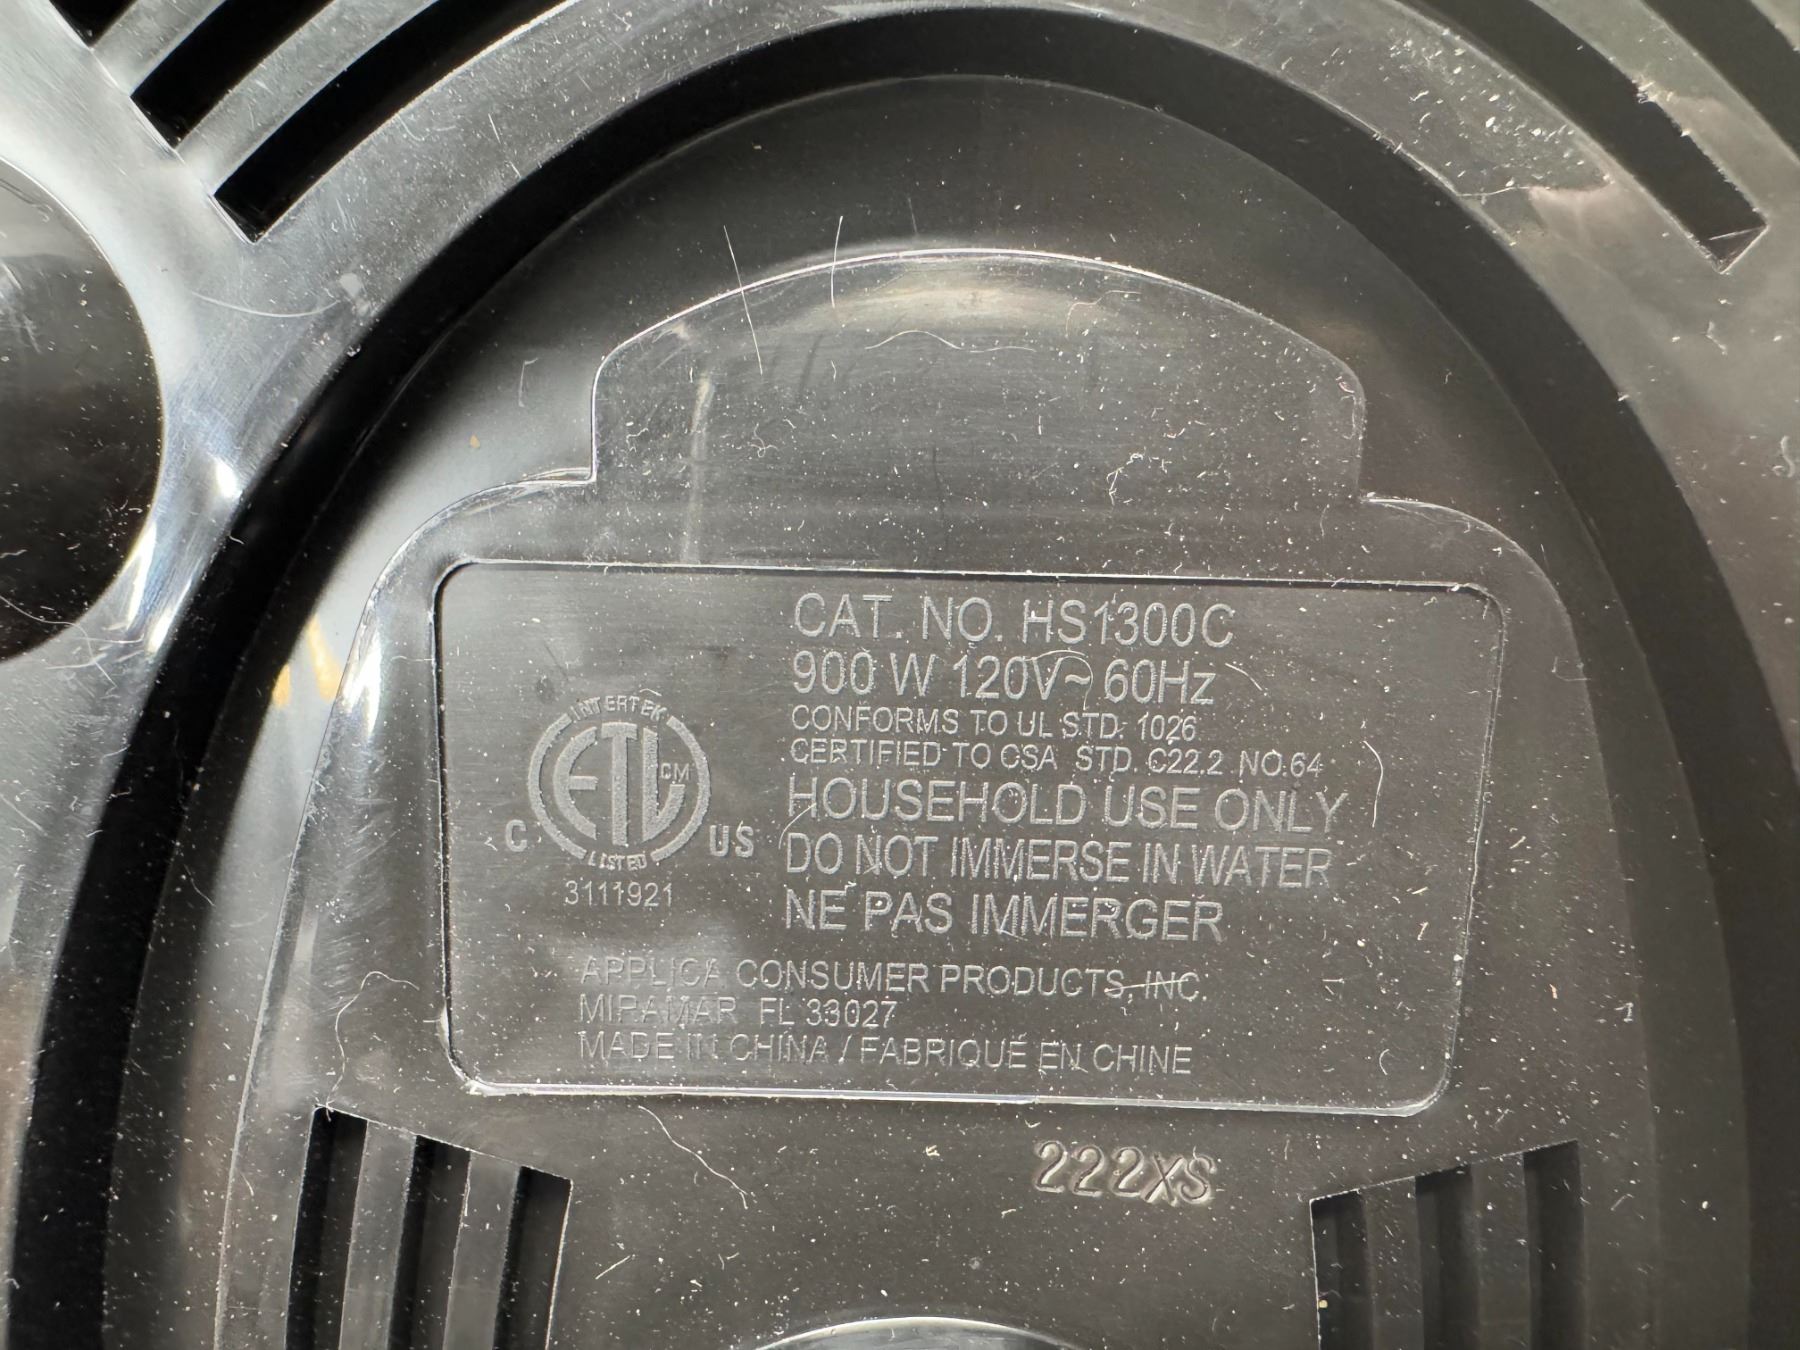 CAT. NO. HS1300C
900 W 120V~ 60Hz
CONFORMS TO UL STD. 1026
CERTIFIED TO CSA STD. C22.2 NO.64
HOUSEHOLD USE ONLY
DO NOT IMMERSE IN WATER
NE PAS IMMERGER
INTERTEK
ETL CM
C US
LISTED
3111921
APPLICA CONSUMER PRODUCTS, INC.
MIRAMAR FL 33027
MADE IN CHINA / FABRIQUÉ EN CHINE
222XS